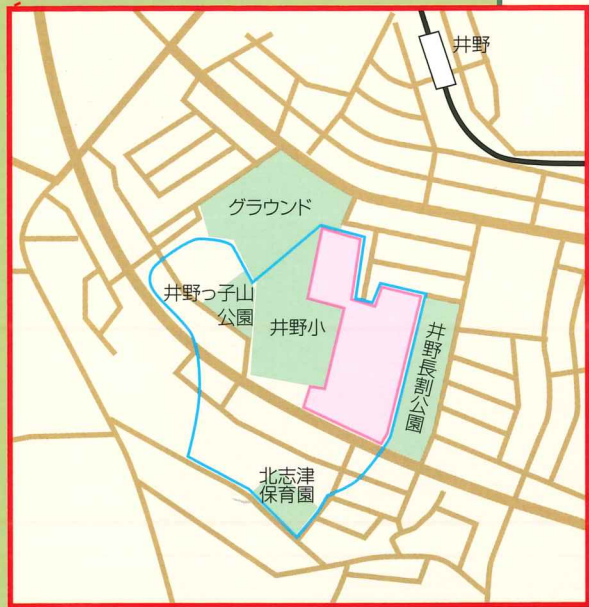 井野
グラウンド
井野っ子山
公園
井野小
井野長割公園
北志津
保育園